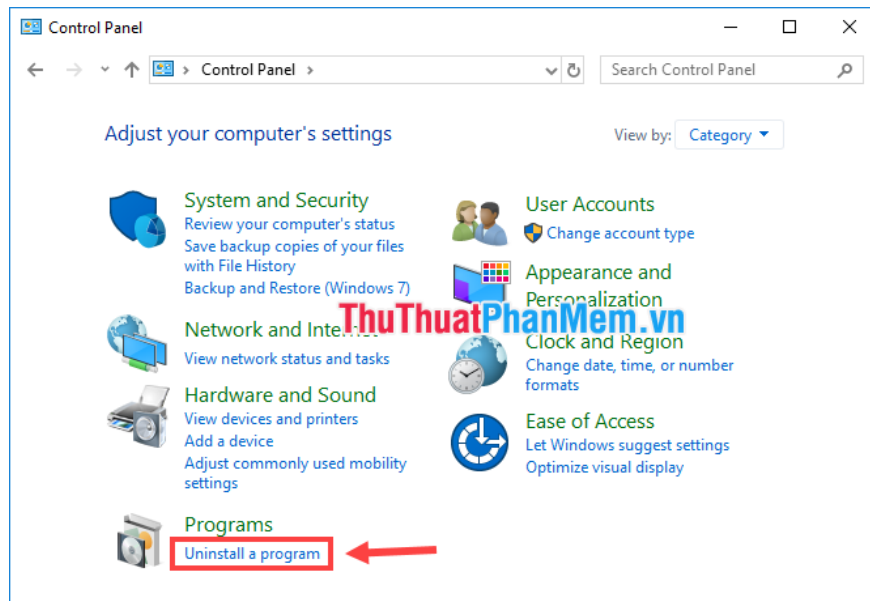 Control Panel
Control Panel
Search Control Panel
Adjust your computer's settings
View by: Category
System and Security
Review your computer's status
Save backup copies of your files
with File History
Backup and Restore (Windows 7)
Network and Internet
View network status and tasks
Hardware and Sound
View devices and printers
Add a device
Adjust commonly used mobility
settings
Programs
Uninstall a program
User Accounts
Change account type
Appearance and
Personalization
ThuThuatPhanMem.vn
Clock and Region
Change date, time, or number
formats
Ease of Access
Let Windows suggest settings
Optimize visual display